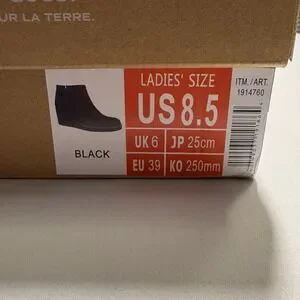 UR LA TERRE.
LADIES' SIZE
ITM. / ART.
1914760
US 8.5
UK 6 JP 25cm
BLACK
EU 39 KO 250mm